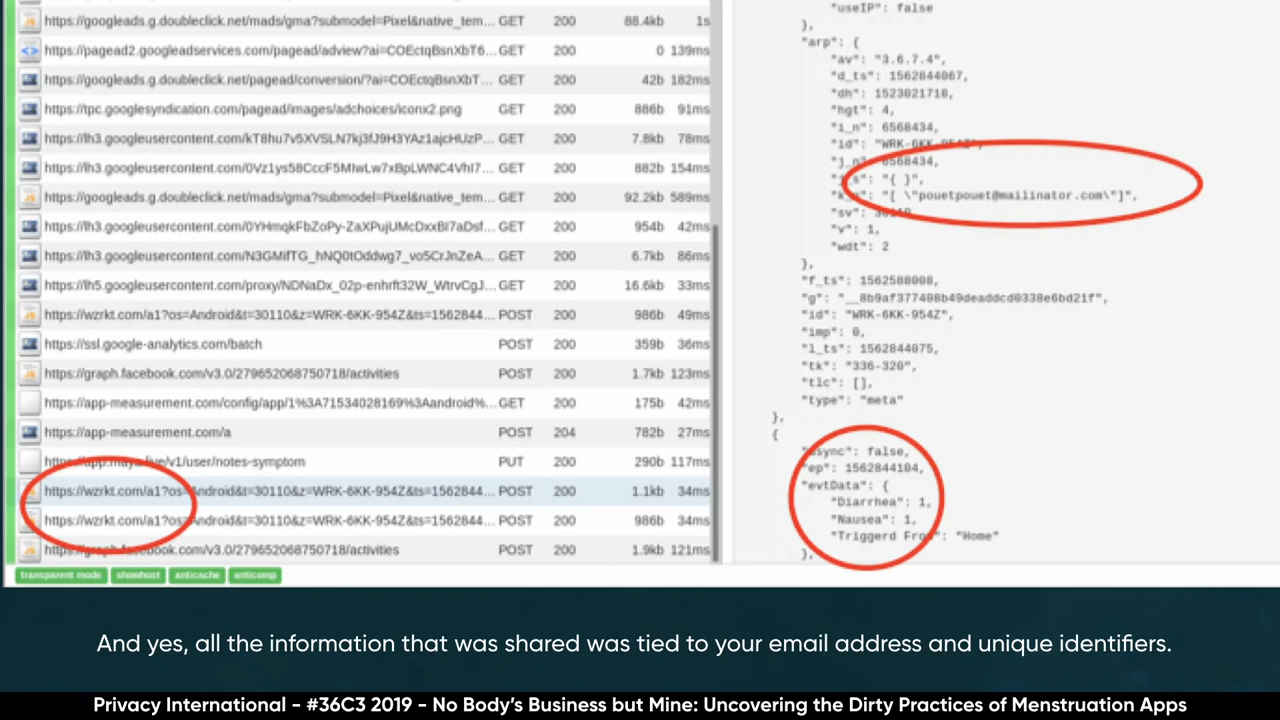 https://googleads.g.doubleclick.net/mads/gma?submodel=Pixel&native_tem... GET 200 88.4kb 1s
https://pagead2.googleadservices.com/pagead/adview?ai=COEctqBsnXbT6... GET 200 0 139ms
https://googleads.g.doubleclick.net/pagead/conversion/?ai=COEctqBsnXbT... GET 200 42b 182ms
https://tpc.googlesyndication.com/pagead/images/adchoices/iconx2.png GET 200 886b 91ms
https://lh3.googleusercontent.com/kT8hu7v5XVSLN7kj3fJ9H3YAz1ajcHUzP... GET 200 7.8kb 78ms
https://lh3.googleusercontent.com/0Vz1ys58CccF5MIwLw7xBpLWNC4VhI7... GET 200 882b 154ms
https://googleads.g.doubleclick.net/mads/gma?submodel=Pixel&native_tem... GET 200 92.2kb 589ms
https://lh3.googleusercontent.com/0YHmqkFbZoPy-ZaXPujUMcDxxBI7aDsf... GET 200 954b 42ms
https://lh3.googleusercontent.com/N3GMifTG_hNQ0tOddwg7_vo5CrJnZeA... GET 200 6.7kb 86ms
https://lh5.googleusercontent.com/proxy/NDNaDx_02p-enhrft32W_WtrvCgJ... GET 200 16.6kb 33ms
https://wzrkt.com/a1?os=Android&t=30110&z=WRK-6KK-954Z&ts=1562844... POST 200 986b 49ms
https://ssl.google-analytics.com/batch POST 200 359b 36ms
https://graph.facebook.com/v3.0/279652068750718/activities POST 200 1.7kb 123ms
https://app-measurement.com/config/app/1%3A71534028169%3Aandroid%... GET 200 175b 42ms
https://app-measurement.com/a POST 204 782b 27ms
https://app.maya.live/v1/user/notes-symptom PUT 200 290b 117ms
https://wzrkt.com/a1?os=Android&t=30110&z=WRK-6KK-954Z&ts=1562844... POST 200 1.1kb 34ms
https://wzrkt.com/a1?os=Android&t=30110&z=WRK-6KK-954Z&ts=1562844... POST 200 986b 34ms
https://graph.facebook.com/v3.0/279652068750718/activities POST 200 1.9kb 121ms
transparent mode showhost anticache anticomp
"useIP": false
},
"arp": {
"av": "3.6.7.4",
"d_ts": 1562844067,
"dh": 1523021718,
"hgt": 4,
"i_n": 6568434,
"id": "WRK-6KK-954Z",
"j_n": 6568434,
"{ }",
"[ \"pouetpouet@mailinator.com\"]",
"sv": 30110,
"v": 1,
"wdt": 2
},
"f_ts": 1562588008,
"g": "__8b9af377408b49deaddcd0338e6bd21f",
"id": "WRK-6KK-954Z",
"imp": 0,
"l_ts": 1562844075,
"tk": "336-320",
"tlc": [],
"type": "meta"
},
{
"dsync": false,
"ep": 1562844104,
"evtData": {
"Diarrhea": 1,
"Nausea": 1,
"Triggerd From": "Home"
},
And yes, all the information that was shared was tied to your email address and unique identifiers.
Privacy International - #36C3 2019 - No Body's Business but Mine: Uncovering the Dirty Practices of Menstruation Apps